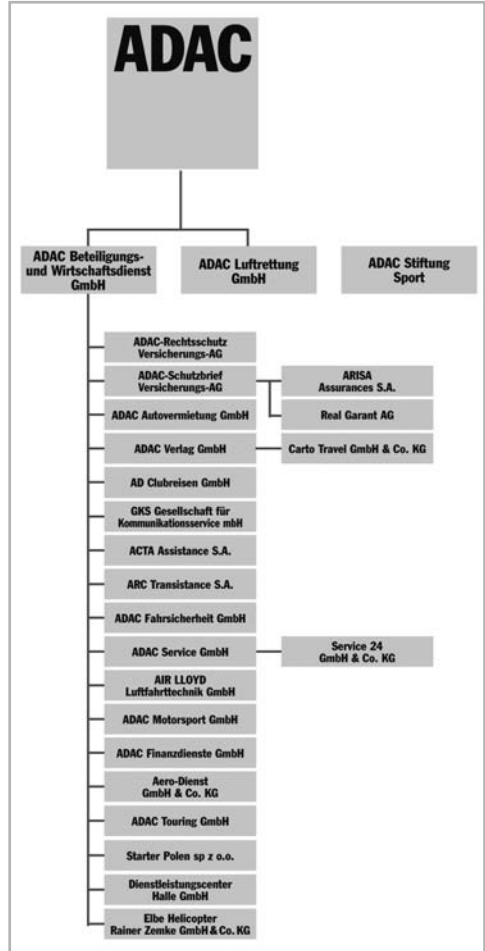 ADAC
ADAC Beteiligungs-
und Wirtschaftsdienst
GmbH
ADAC Luftrettung
GmbH
ADAC Stiftung
Sport
ADAC-Rechtsschutz
Versicherungs-AG
ADAC-Schutzbrief
Versicherungs-AG
ARISA
Assurances S.A.
ADAC Autovermietung GmbH
Real Garant AG
ADAC Verlag GmbH
Carto Travel GmbH & Co. KG
AD Clubreisen GmbH
GKS Gesellschaft für
Kommunikationsservice mbH
ACTA Assistance S.A.
ARC Transistance S.A.
ADAC Fahrsicherheit GmbH
ADAC Service GmbH
Service 24
GmbH & Co. KG
AIR LLOYD
Luftfahrttechnik GmbH
ADAC Motorsport GmbH
ADAC Finanzdienste GmbH
Aero-Dienst
GmbH & Co. KG
ADAC Touring GmbH
Starter Polen sp z o.o.
Dienstleistungscenter
Halle GmbH
Elbe Helicopter
Rainer Zemke GmbH & Co. KG